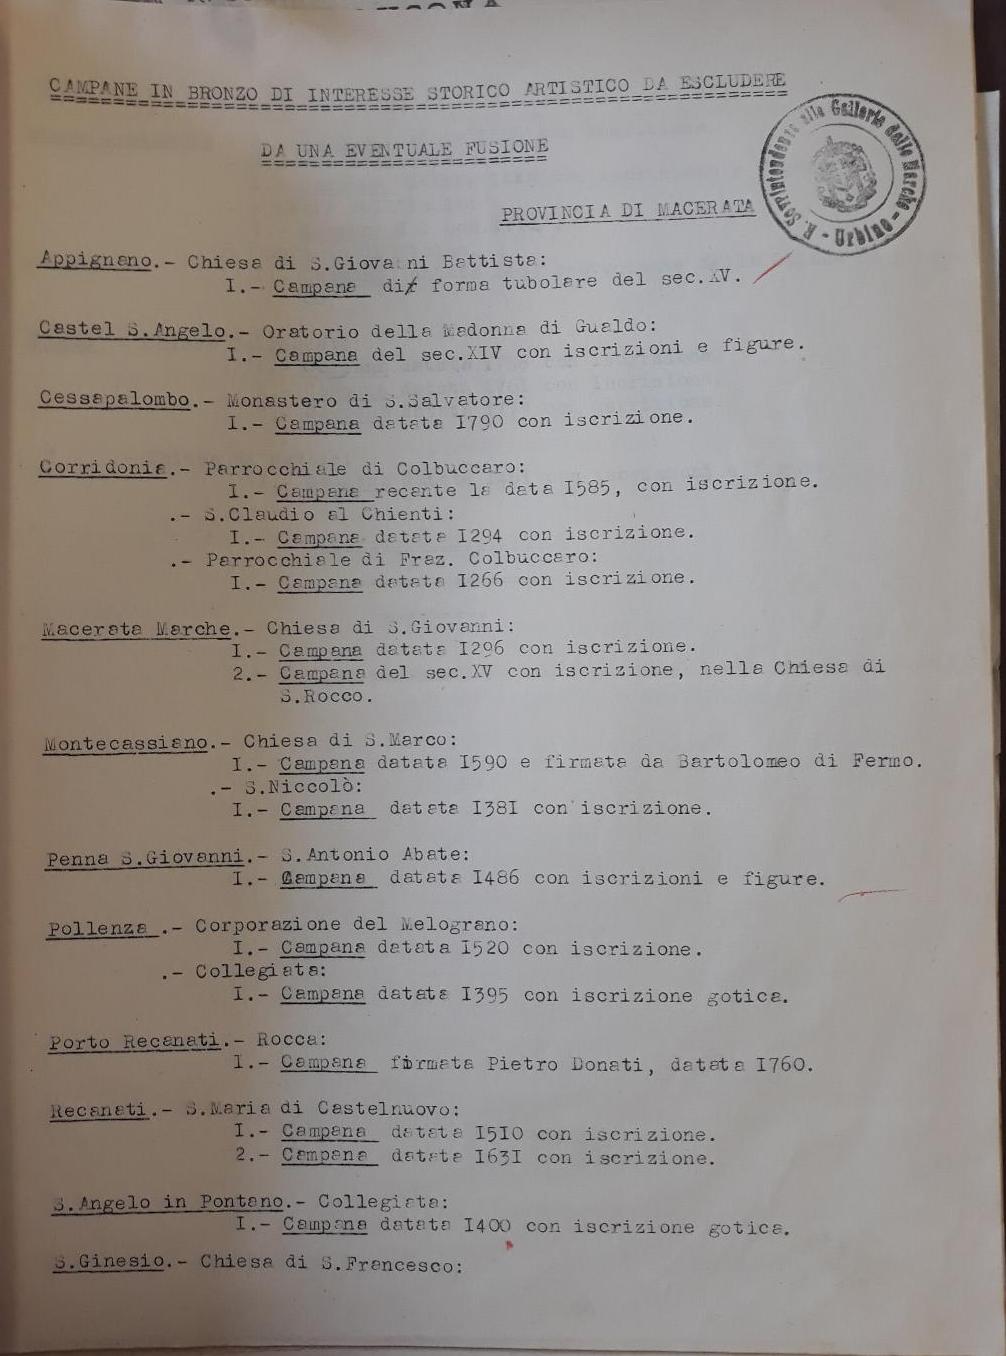 CAMPANE IN BRONZO DI INTERESSE STORICO ARTISTICO DA ESCLUDERE
DA UNA EVENTUALE FUSIONE
R. Sovrintendenza alle Gallerie delle Marche - Urbino -
PROVINCIA DI MACERATA
Appignano.- Chiesa di S.Giovanni Battista:
I.- Campana di forma tubolare del sec.XV.
Castel S.Angelo.- Oratorio della Madonna di Gualdo:
I.- Campana del sec.XIV con iscrizioni e figure.
Cessapalombo.- Monastero di S.Salvatore:
I.- Campana datata I790 con iscrizione.
Corridonia.- Parrocchiale di Colbuccaro:
I.- Campana recante la data I585, con iscrizione.
.- S.Claudio al Chienti:
I.- Campana datata I294 con iscrizione.
.- Parrocchiale di Fraz. Colbuccaro:
I.- Campana datata I266 con iscrizione.
Macerata Marche.- Chiesa di S.Giovanni:
I.- Campana datata I296 con iscrizione.
2.- Campana del sec.XV con iscrizione, nella Chiesa di
S.Rocco.
Montecassiano.- Chiesa di S.Marco:
I.- Campana datata I590 e firmata da Bartolomeo di Fermo.
.- S.Niccolò:
I.- Campana datata I38I con iscrizione.
Penna S.Giovanni.- S.Antonio Abate:
I.- Campana datata I486 con iscrizioni e figure.
Pollenza .- Corporazione del Melograno:
I.- Campana datata I520 con iscrizione.
.- Collegiata:
I.- Campana datata I395 con iscrizione gotica.
Porto Recanati.- Rocca:
I.- Campana firmata Pietro Donati, datata I760.
Recanati.- S.Maria di Castelnuovo:
I.- Campana datata I5I0 con iscrizione.
2.- Campana datata I63I con iscrizione.
S.Angelo in Pontano.- Collegiata:
I.- Campana datata I400 con iscrizione gotica.
S.Ginesio.- Chiesa di S.Francesco: